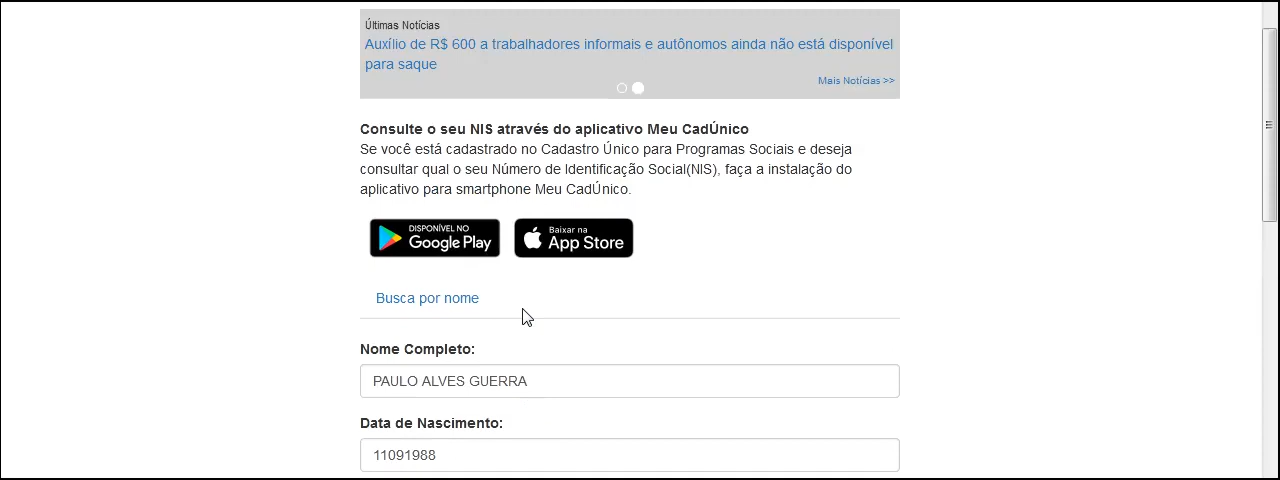 Últimas Notícias
Auxílio de R$ 600 a trabalhadores informais e autônomos ainda não está disponível
para saque
Mais Notícias >>
Consulte o seu NIS através do aplicativo Meu CadÚnico
Se você está cadastrado no Cadastro Único para Programas Sociais e deseja
consultar qual o seu Número de Identificação Social(NIS), faça a instalação do
aplicativo para smartphone Meu CadÚnico.
DISPONÍVEL NO
Google Play
Baixar na
App Store
Busca por nome
Nome Completo:
PAULO ALVES GUERRA
Data de Nascimento:
11091988